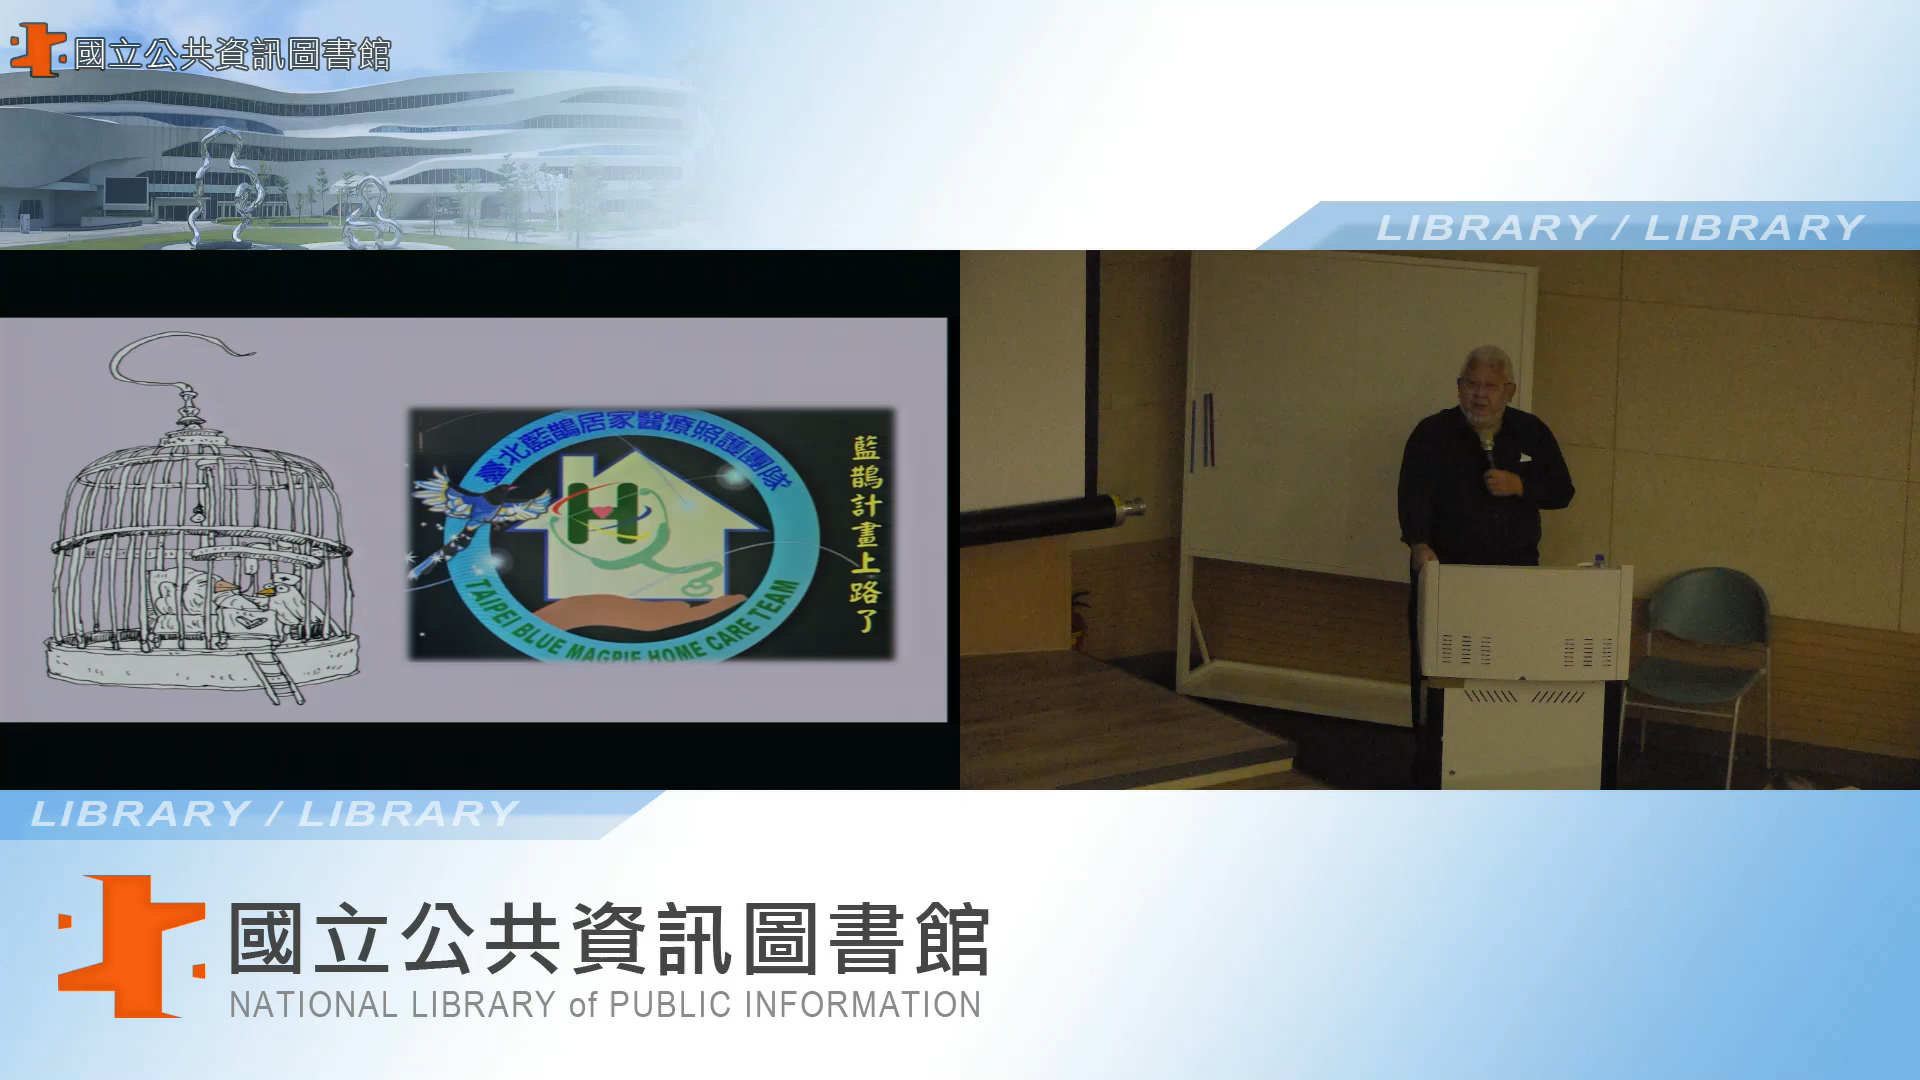 國立公共資訊圖書館
LIBRARY / LIBRARY
臺北藍鵲居家醫療照護團隊
H
TAIPEI BLUE MAGPIE HOME CARE TEAM
藍鵲計畫上路了
LIBRARY / LIBRARY
國立公共資訊圖書館
NATIONAL LIBRARY of PUBLIC INFORMATION